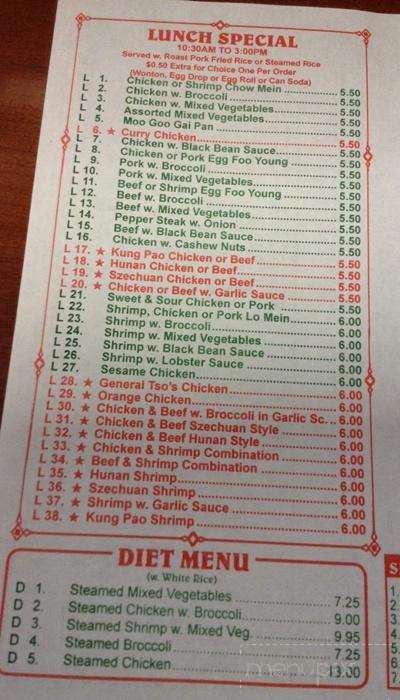 LUNCH SPECIAL
10:30AM TO 3:00PM
Served w. Roast Pork Fried Rice or Steamed Rice
$0.50 Extra for Choice One Per Order
(Wonton, Egg Drop or Egg Roll or Can Soda)
L 1. Chicken or Shrimp Chow Mein 5.50
L 2. Chicken w. Broccoli 5.50
L 3. Chicken w. Mixed Vegetables 5.50
L 4. Assorted Mixed Vegetables 5.50
L 5. Moo Goo Gai Pan 5.50
L 6. ★ Curry Chicken 5.50
L 7. Chicken w. Black Bean Sauce 5.50
L 8. Chicken or Pork Egg Foo Young 5.50
L 9. Pork w. Broccoli 5.50
L 10. Pork w. Mixed Vegetables 5.50
L 11. Beef or Shrimp Egg Foo Young 5.50
L 12. Beef w. Broccoli 5.50
L 13. Beef w. Mixed Vegetables 5.50
L 14. Pepper Steak w. Onion 5.50
L 15. Beef w. Black Bean Sauce 5.50
L 16. Chicken w. Cashew Nuts 5.50
L 17. ★ Kung Pao Chicken or Beef 5.50
L 18. ★ Hunan Chicken or Beef 5.50
L 19. ★ Szechuan Chicken or Beef 5.50
L 20. ★ Chicken or Beef w. Garlic Sauce 5.50
L 21. Sweet & Sour Chicken or Pork 5.50
L 22. Shrimp, Chicken or Pork Lo Mein 6.00
L 23. Shrimp w. Broccoli 6.00
L 24. Shrimp w. Mixed Vegetables 6.00
L 25. Shrimp w. Black Bean Sauce 6.00
L 26. Shrimp w. Lobster Sauce 6.00
L 27. Sesame Chicken 6.00
L 28. ★ General Tso's Chicken 6.00
L 29. ★ Orange Chicken 6.00
L 30. ★ Chicken & Beef w. Broccoli in Garlic Sc. 6.00
L 31. ★ Chicken & Beef Szechuan Style 6.00
L 32. ★ Chicken & Beef Hunan Style 6.00
L 33. ★ Chicken & Shrimp Combination 6.00
L 34. ★ Beef & Shrimp Combination 6.00
L 35. ★ Hunan Shrimp 6.00
L 36. ★ Szechuan Shrimp 6.00
L 37. ★ Shrimp w. Garlic Sauce 6.00
L 38. ★ Kung Pao Shrimp 6.00
DIET MENU
(w. White Rice)
D 1. Steamed Mixed Vegetables 7.25
D 2. Steamed Chicken w. Broccoli 9.00
D 3. Steamed Shrimp w. Mixed Veg. 9.95
D 4. Steamed Broccoli 7.25
D 5. Steamed Chicken 13.00
S
1.
2.
3.
4.
5.
6.
7.